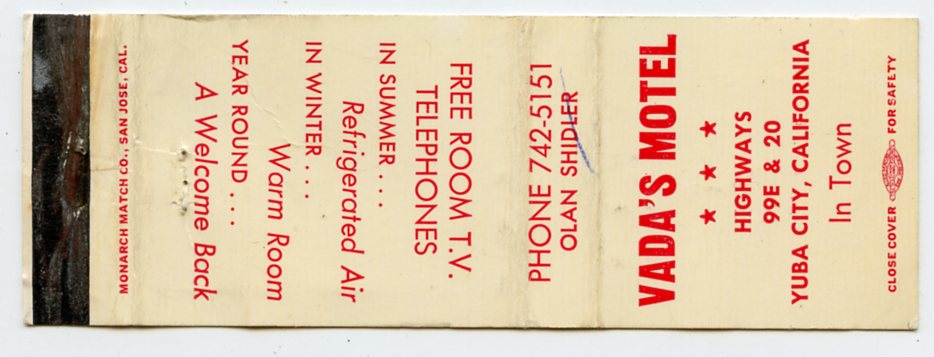 VADA'S MOTEL
★ ★ ★
HIGHWAYS
99E & 20
YUBA CITY, CALIFORNIA
In Town
CLOSE COVER FOR SAFETY
PHONE 742-5151
OLAN SHIDLER
FREE ROOM T.V.
TELEPHONES
IN SUMMER...
Refrigerated Air
IN WINTER...
Warm Room
YEAR ROUND...
A Welcome Back
MONARCH MATCH CO., SAN JOSE, CAL.